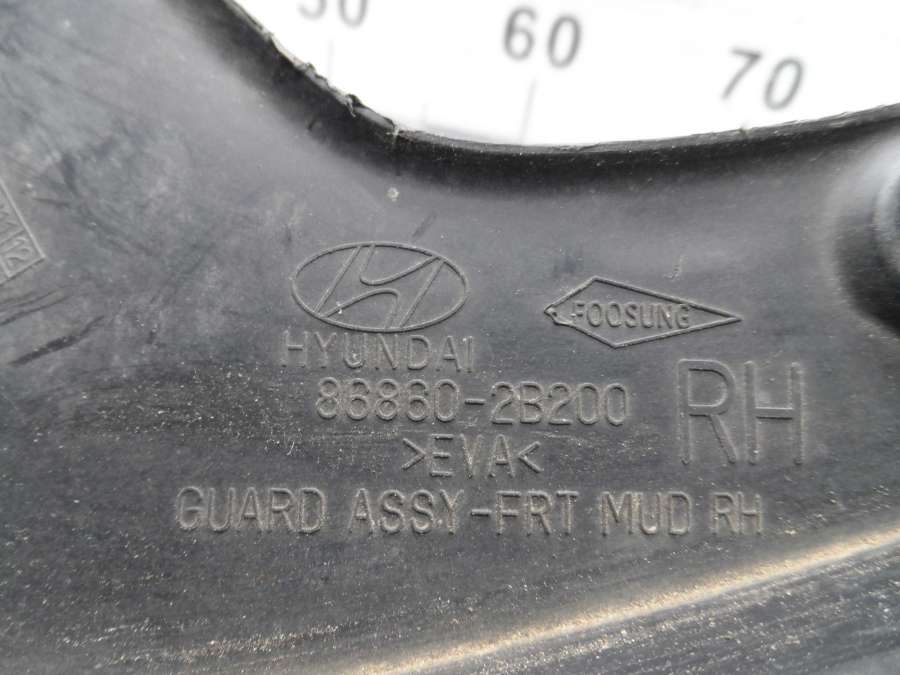 60
70
FOOSUNG
HYUNDAI
86860-2B200
RH
>EVA<
GUARD ASSY-FRT MUD RH